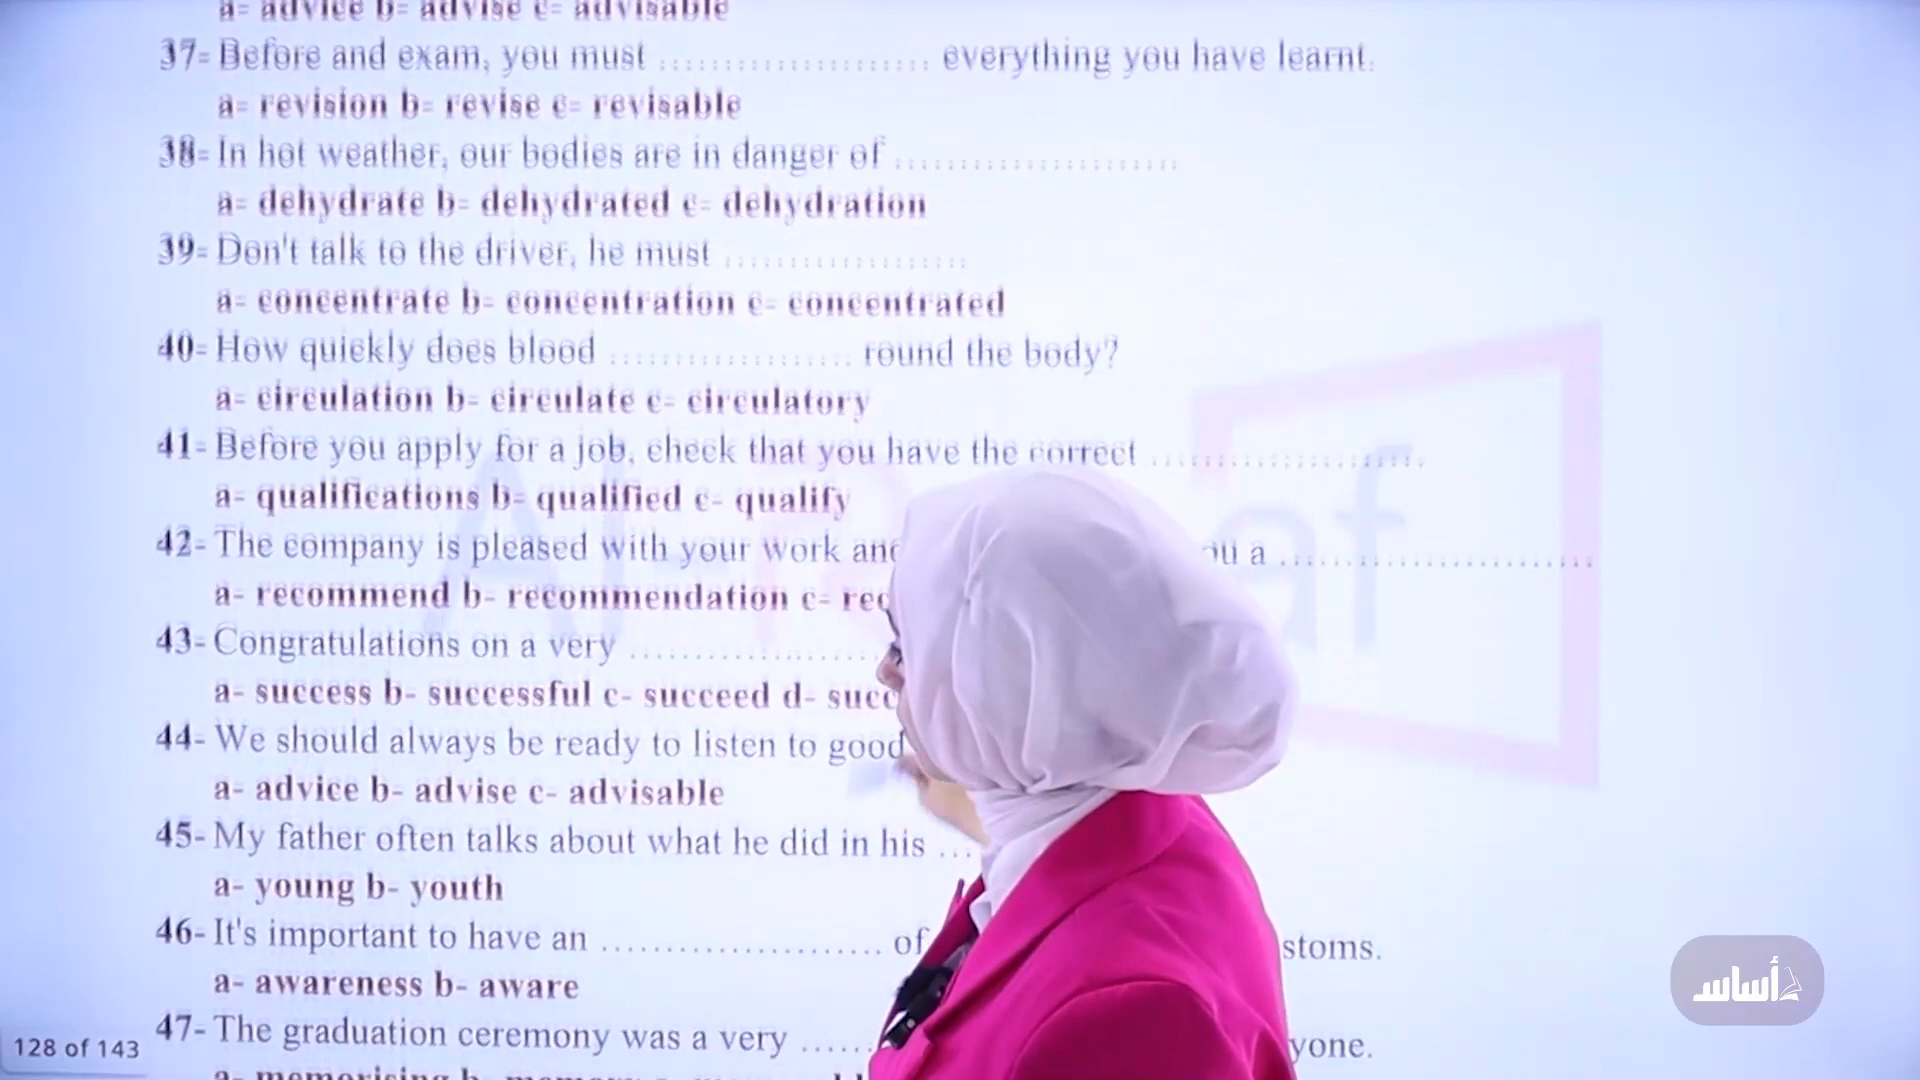 a= advice b= advise c= advisable
37= Before and exam, you must ..................... everything you have learnt.
a= revision b= revise c= revisable
38= In hot weather, our bodies are in danger of ......................
a= dehydrate b= dehydrated c= dehydration
39= Don't talk to the driver, he must ...................
a= concentrate b= concentration c= concentrated
40= How quickly does blood ................... round the body?
a= circulation b= circulate c= circulatory
41= Before you apply for a job, check that you have the correct .....................
a= qualifications b= qualified c= qualify
42- The company is pleased with your work and a ........................
a- recommend b- recommendation c-
43- Congratulations on a very ...................
a- success b- successful c- succeed d-
44- We should always be ready to listen to good
a- advice b- advise c- advisable
45- My father often talks about what he did in his ...
a- young b- youth
46- It's important to have an ...................... of
a- awareness b- aware
47- The graduation ceremony was a very ......
a- memorising b-
128 of 143
أساس